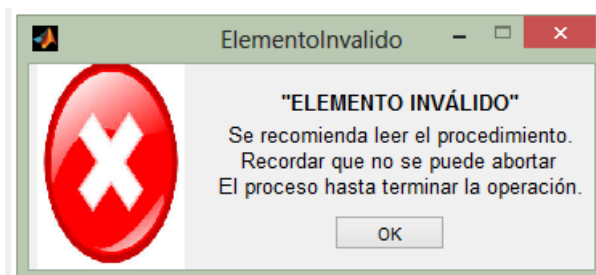 ElementoInvalido
"ELEMENTO INVÁLIDO"
Se recomienda leer el procedimiento.
Recordar que no se puede abortar
El proceso hasta terminar la operación.
OK